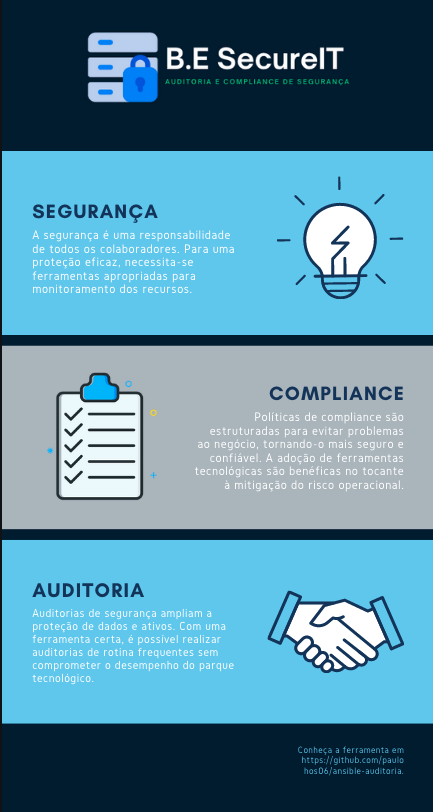 B.E SecureIT
AUDITORIA E COMPLIANCE DE SEGURANÇA
SEGURANÇA
A segurança é uma responsabilidade
de todos os colaboradores. Para uma
proteção eficaz, necessita-se
ferramentas apropriadas para
monitoramento dos recursos.
COMPLIANCE
Políticas de compliance são
estruturadas para evitar problemas
ao negócio, tornando-o mais seguro e
confiável. A adoção de ferramentas
tecnológicas são benéficas no tocante
à mitigação do risco operacional.
AUDITORIA
Auditorias de segurança ampliam a
proteção de dados e ativos. Com uma
ferramenta certa, é possível realizar
auditorias de rotina frequentes sem
comprometer o desempenho do parque
tecnológico.
Conheça a ferramenta em
https://github.com/paulo
hos06/ansible-auditoria.